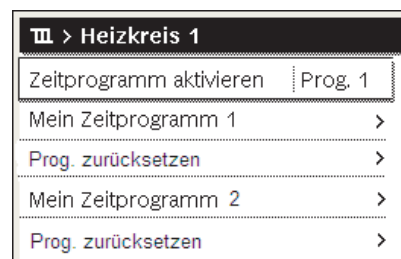 > Heizkreis 1
Zeitprogramm aktivieren Prog. 1
Mein Zeitprogramm 1 >
Prog. zurücksetzen >
Mein Zeitprogramm 2 >
Prog. zurücksetzen >